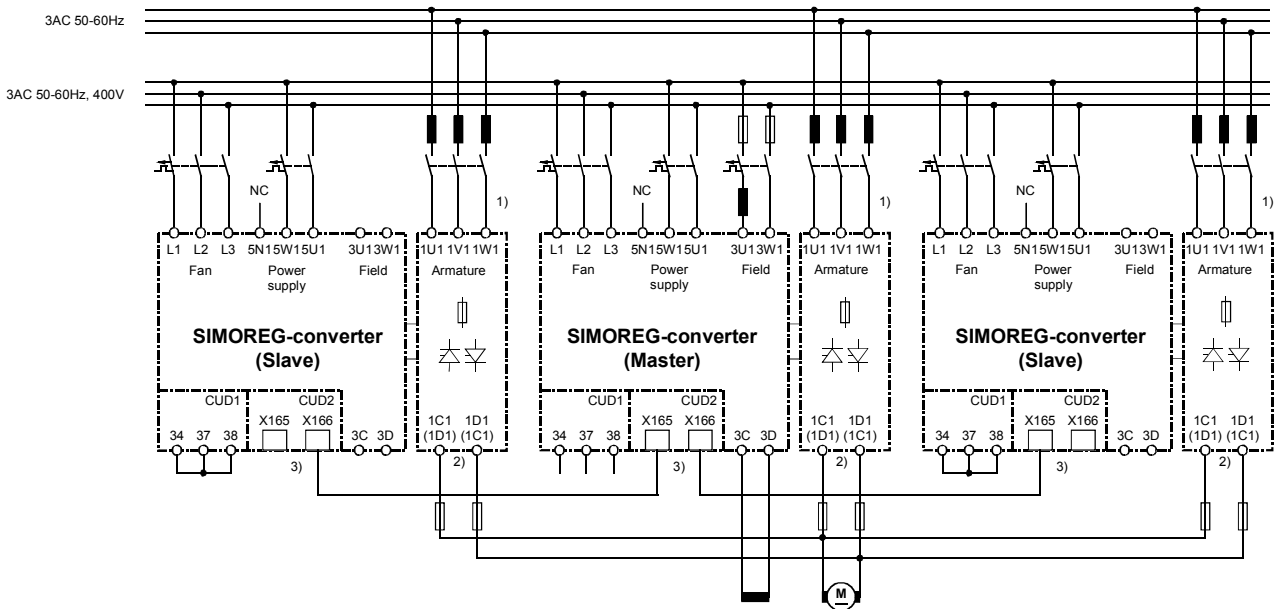 3AC 50-60Hz
3AC 50-60Hz, 400V
NC
1)
NC
1)
NC
1)
L1 L2 L3 5N1 5W1 5U1 3U1 3W1 1U1 1V1 1W1
L1 L2 L3 5N1 5W1 5U1 3U1 3W1 1U1 1V1 1W1
L1 L2 L3 5N1 5W1 5U1 3U1 3W1 1U1 1V1 1W1
Fan Power supply Field Armature
Fan Power supply Field Armature
Fan Power supply Field Armature
SIMOREG-converter
(Slave)
SIMOREG-converter
(Master)
SIMOREG-converter
(Slave)
CUD1 CUD2
CUD1 CUD2
CUD1 CUD2
34 37 38 X165 X166 3C 3D 1C1 1D1
(1D1) (1C1)
34 37 38 X165 X166 3C 3D 1C1 1D1
(1D1) (1C1)
34 37 38 X165 X166 3C 3D 1C1 1D1
(1D1) (1C1)
3) 2)
3) 2)
3) 2)
M